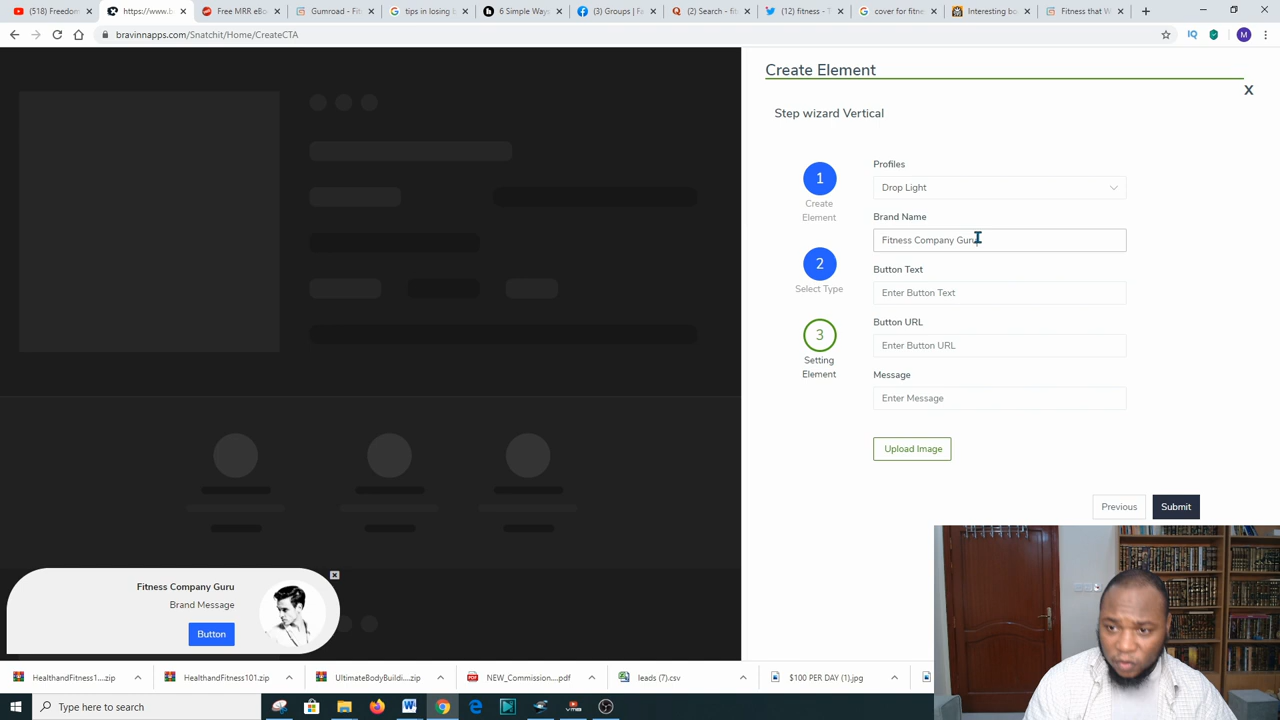 (518) Freedom
https://www.b
Free MRR eB
Gumroad - Fit
tips in losing b
6 Simple Ways
(3) Groups | Fa
(2) Search - fit
(12) fitness - T
cover for fitne
Interesting bo
Fitness that W
bravinnapps.com/Snatchit/Home/CreateCTA
IQ
M
Create Element
X
Step wizard Vertical
1
Create
Element
2
Select Type
3
Setting
Element
Profiles
Drop Light
Brand Name
Fitness Company Guru
Button Text
Enter Button Text
Button URL
Enter Button URL
Message
Enter Message
Upload Image
Previous
Submit
Fitness Company Guru
Brand Message
Button
HealthandFitness1....zip
HealthandFitness101.zip
UltimateBodyBuildi....zip
NEW_Commission....pdf
leads (7).csv
$100 PER DAY (1).jpg
Type here to search